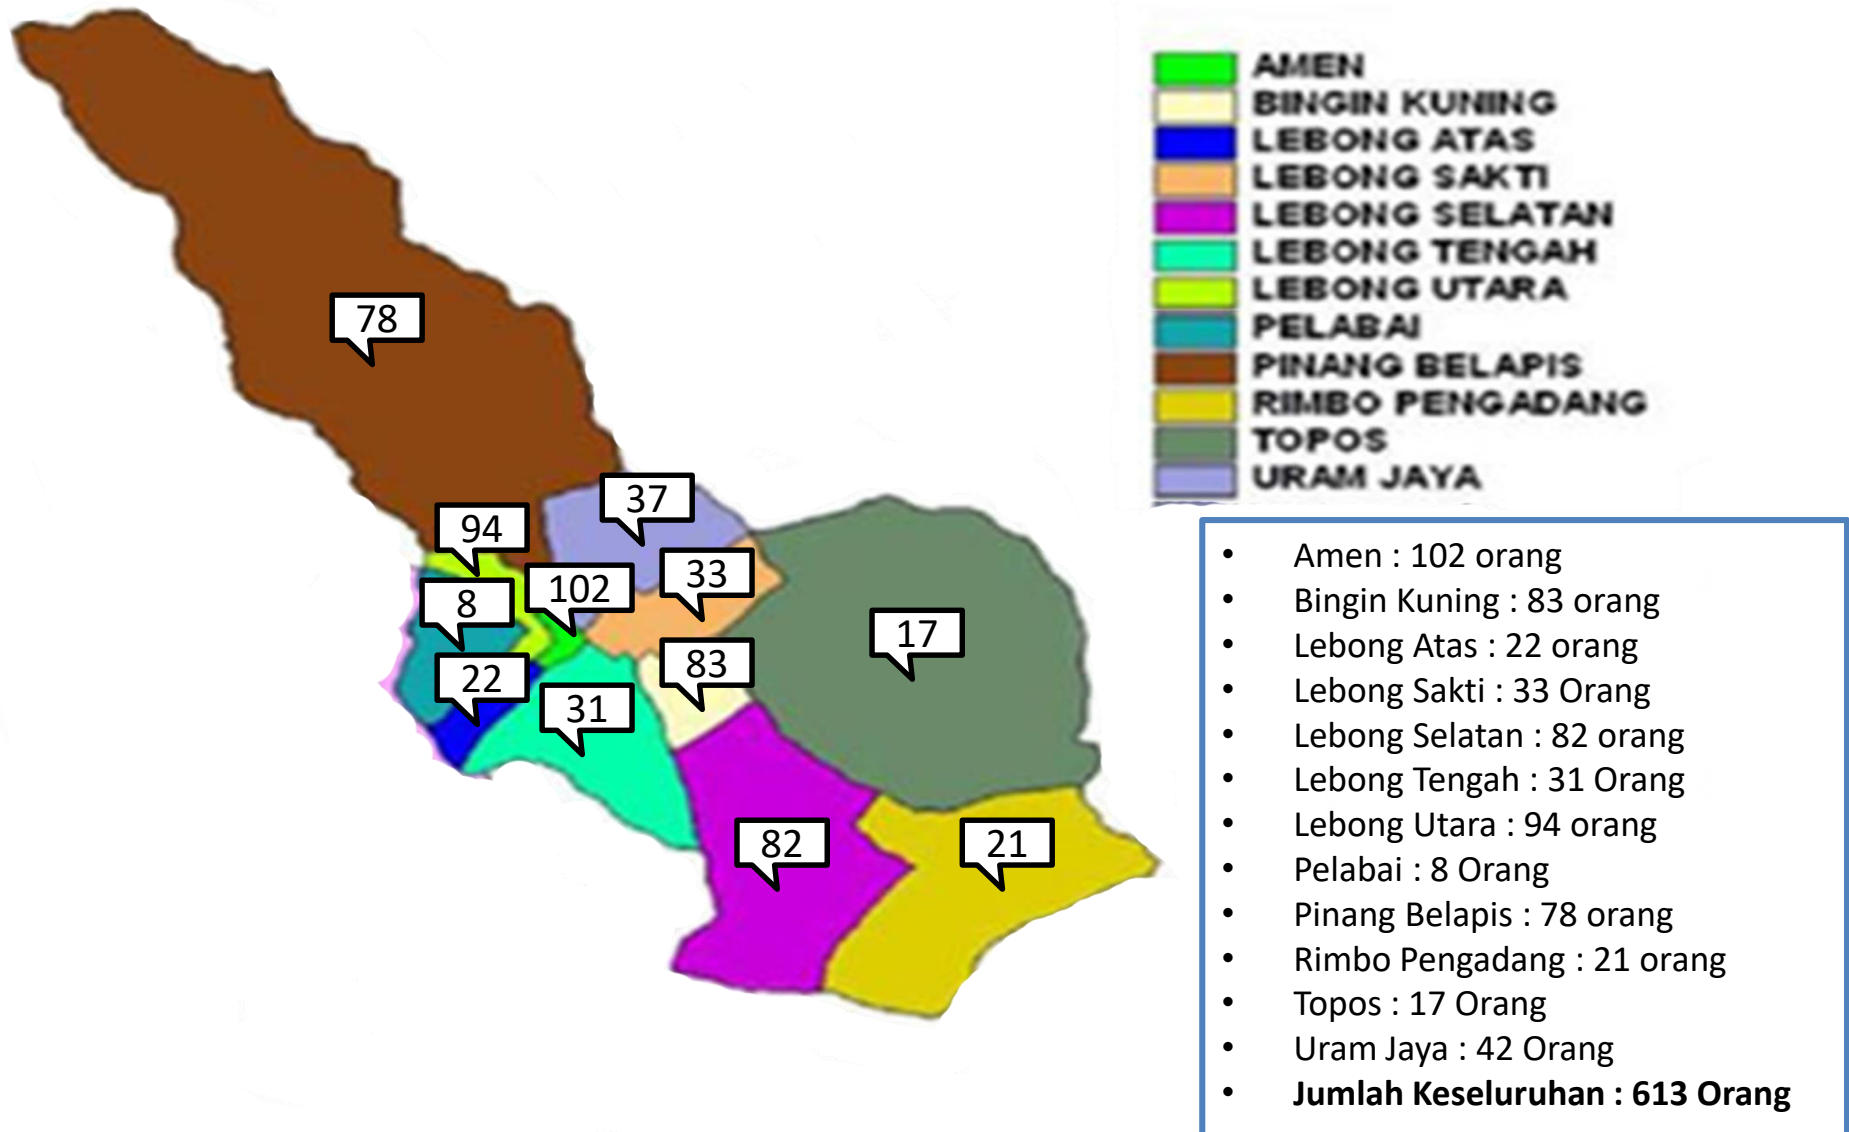 AMEN
BINGIN KUNING
LEBONG ATAS
LEBONG SAKTI
LEBONG SELATAN
LEBONG TENGAH
LEBONG UTARA
PELABAI
PINANG BELAPIS
RIMBO PENGADANG
TOPOS
URAM JAYA
78
37
94
33
102
8
17
83
22
31
82
21
• Amen : 102 orang
• Bingin Kuning : 83 orang
• Lebong Atas : 22 orang
• Lebong Sakti : 33 Orang
• Lebong Selatan : 82 orang
• Lebong Tengah : 31 Orang
• Lebong Utara : 94 orang
• Pelabai : 8 Orang
• Pinang Belapis : 78 orang
• Rimbo Pengadang : 21 orang
• Topos : 17 Orang
• Uram Jaya : 42 Orang
• Jumlah Keseluruhan : 613 Orang